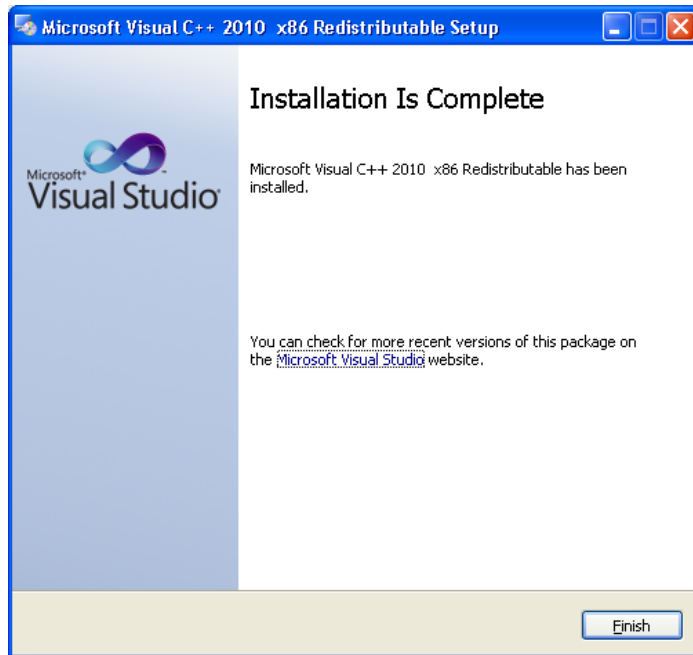 Microsoft Visual C++ 2010  x86 Redistributable Setup
Installation Is Complete
Microsoft®
Visual Studio®
Microsoft Visual C++ 2010  x86 Redistributable has been
installed.
You can check for more recent versions of this package on
the Microsoft Visual Studio website.
Finish